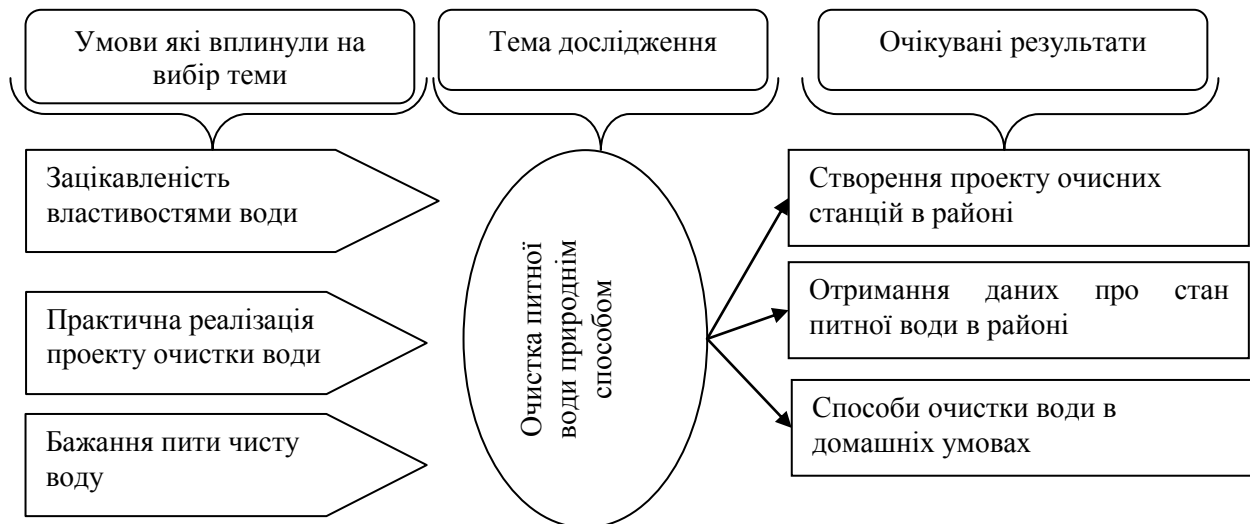 Умови які вплинули на
вибір теми
Тема дослідження
Очікувані результати
Зацікавленість
властивостями води
Практична реалізація
проекту очистки води
Бажання пити чисту
воду
Очистка питної
води природнім
способом
Створення проекту очисних
станцій в районі
Отримання даних про стан
питної води в районі
Способи очистки води в
домашніх умовах